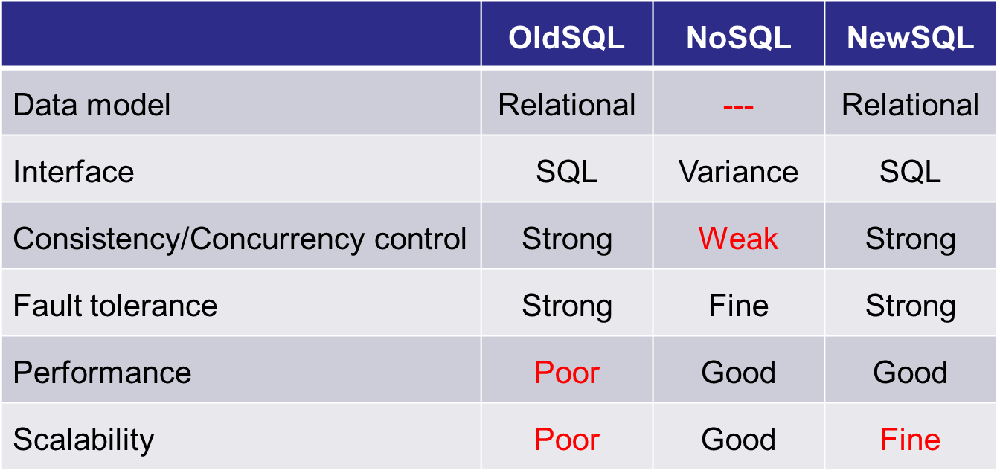 OldSQL NoSQL NewSQL
Data model Relational --- Relational
Interface SQL Variance SQL
Consistency/Concurrency control Strong Weak Strong
Fault tolerance Strong Fine Strong
Performance Poor Good Good
Scalability Poor Good Fine